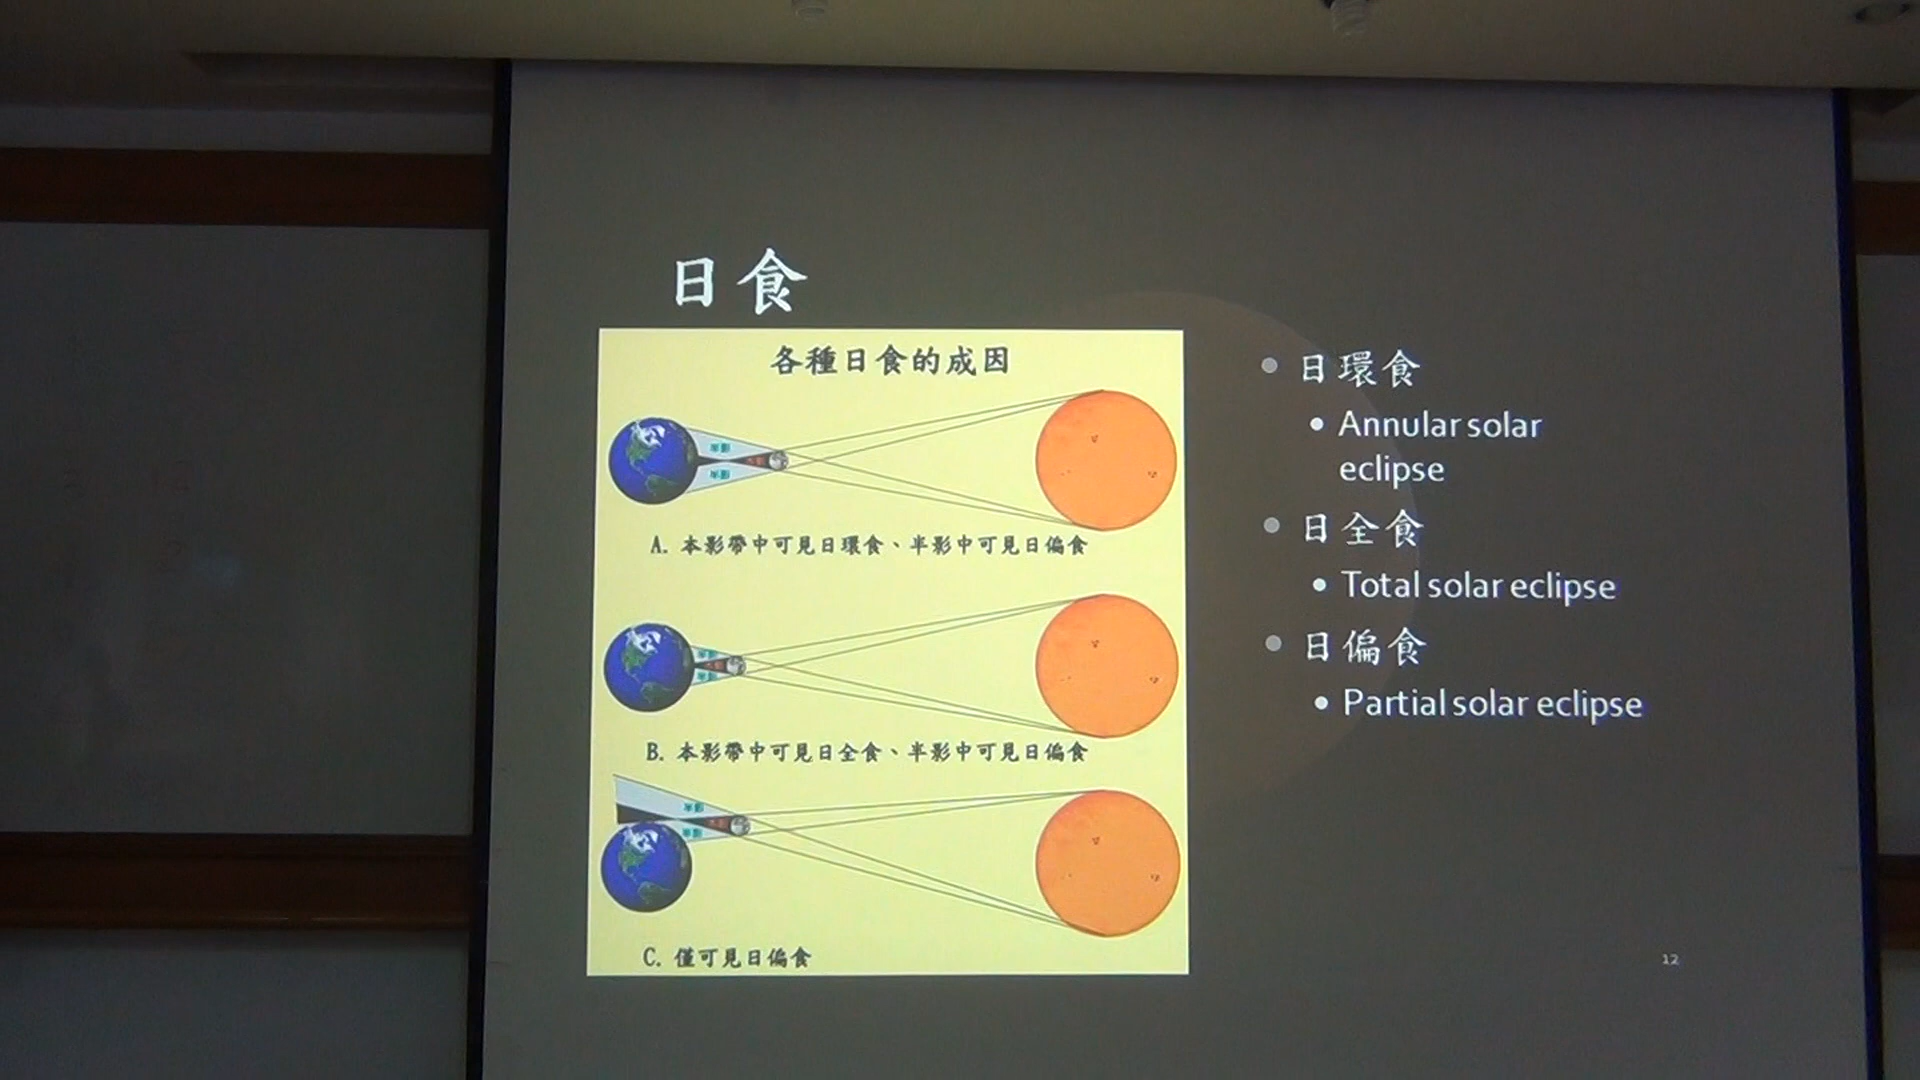 日食
各種日食的成因
A. 本影帶中可見日環食、半影中可見日偏食
B. 本影帶中可見日全食、半影中可見日偏食
C. 僅可見日偏食
日環食
Annular solar
eclipse
日全食
Total solar eclipse
日偏食
Partial solar eclipse
12